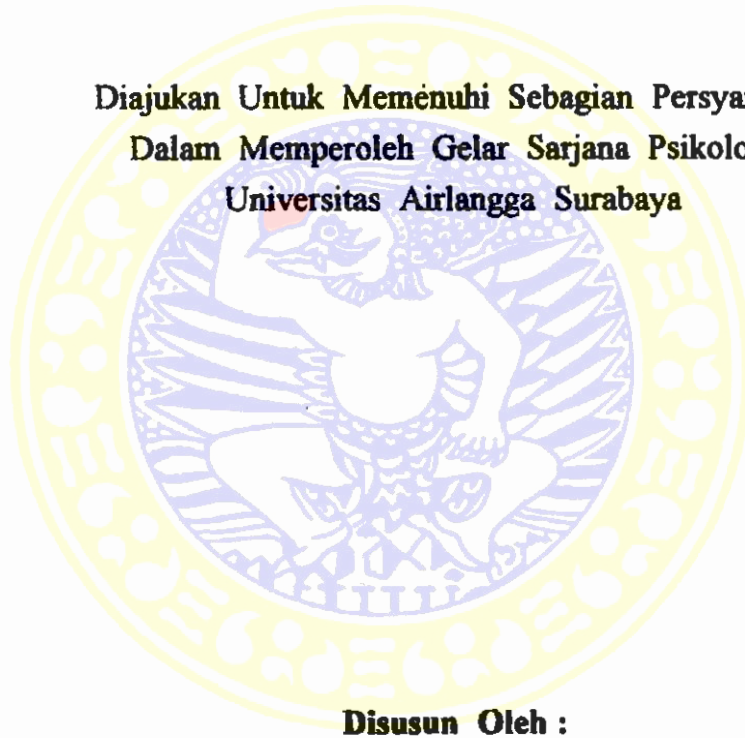 Diajukan Untuk Memenuhi Sebagian
Dalam Memperoleh Gelar Sarjana
Universitas Airlangga Surabaya
Disusun Oleh :